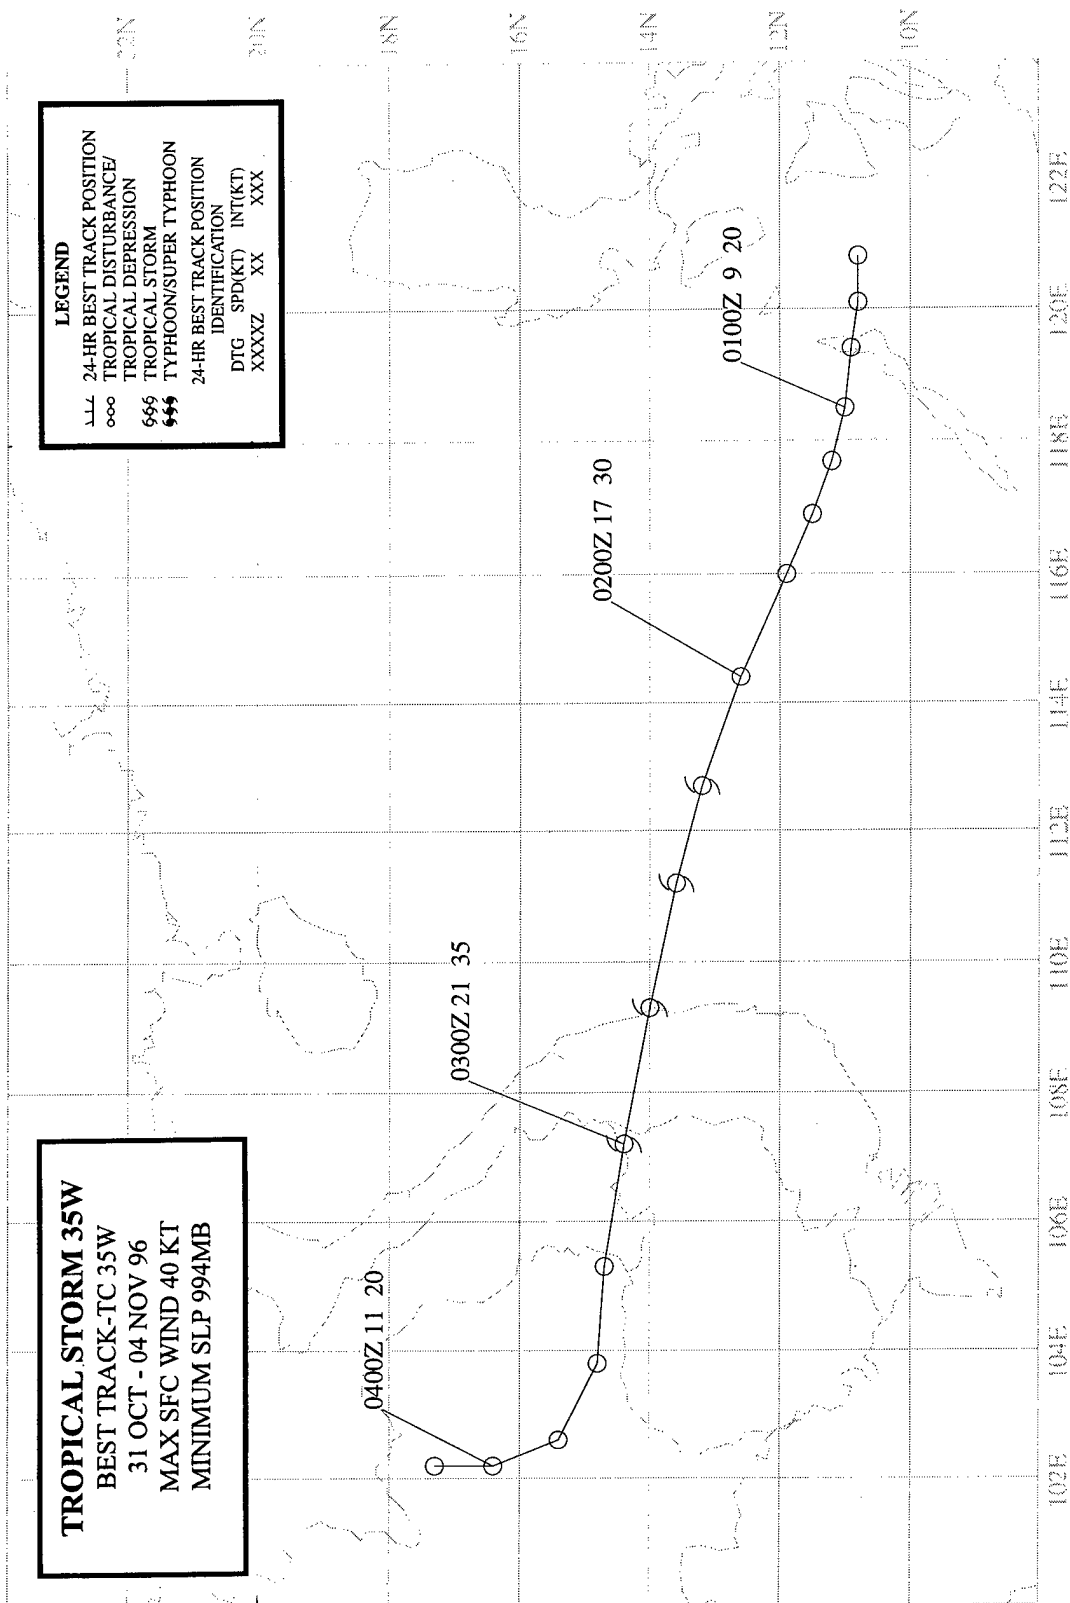 TROPICAL STORM 35W
BEST TRACK-TC 35W
31 OCT - 04 NOV 96
MAX SFC WIND 40 KT
MINIMUM SLP 994MB
LEGEND
24-HR BEST TRACK POSITION
TROPICAL DISTURBANCE/
TROPICAL DEPRESSION
TROPICAL STORM
TYPHOON/SUPER TYPHOON
24-HR BEST TRACK POSITION
IDENTIFICATION
DTG SPD(KT) INT(KT)
XXXXZ XX XXX
22N
20N
18N
16N
14N
12N
10N
0400Z 11 20
0300Z 21 35
0200Z 17 30
0100Z 9 20
102E
104E
106E
108E
110E
112E
114E
116E
118E
120E
122E